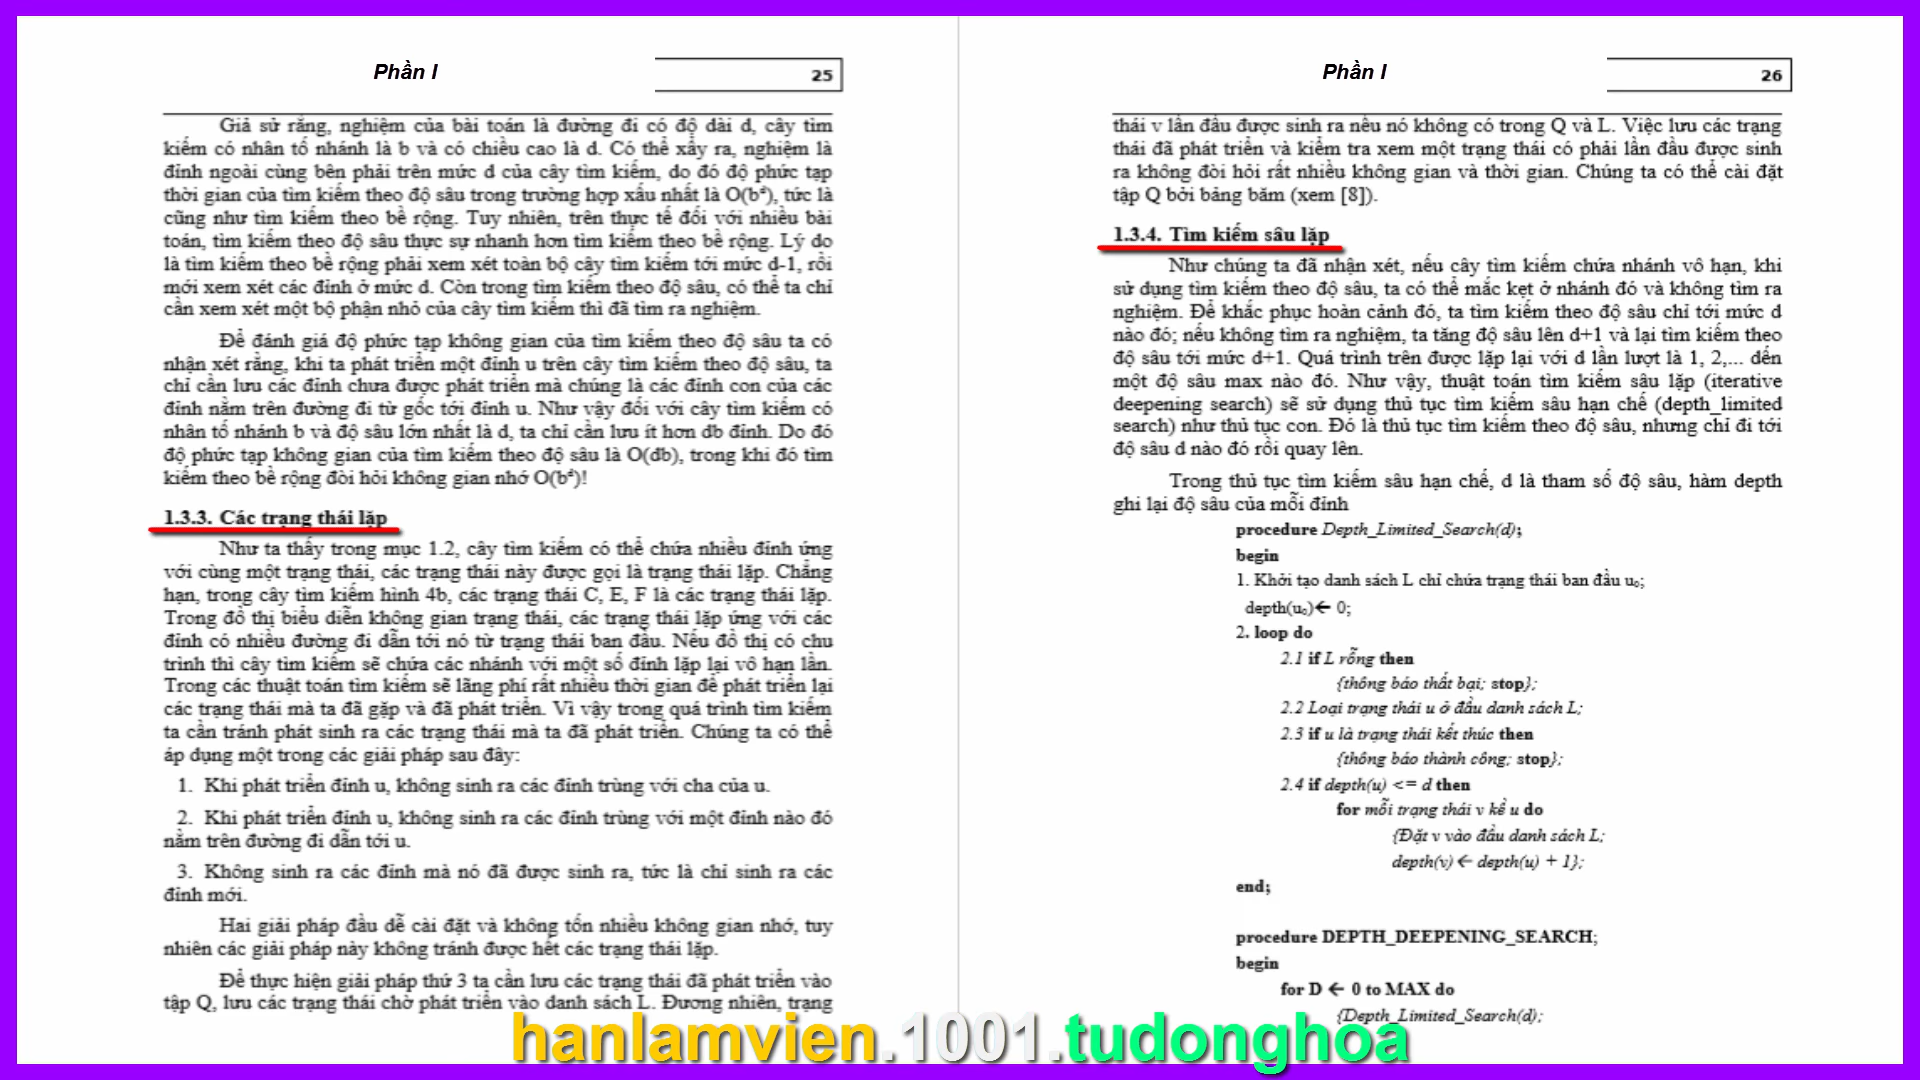 Phần I
25
Giả sử rằng, nghiệm của bài toán là đường đi có độ dài d, cây tìm
kiếm có nhân tố nhánh là b và có chiều cao là d. Có thể xẩy ra, nghiệm là
đỉnh ngoài cùng bên phải trên mức d của cây tìm kiếm, do đó độ phức tạp
thời gian của tìm kiếm theo độ sâu trong trường hợp xấu nhất là O(bᵈ), tức là
cũng như tìm kiếm theo bề rộng. Tuy nhiên, trên thực tế đối với nhiều bài
toán, tìm kiếm theo độ sâu thực sự nhanh hơn tìm kiếm theo bề rộng. Lý do
là tìm kiếm theo bề rộng phải xem xét toàn bộ cây tìm kiếm tới mức d-1, rồi
mới xem xét các đỉnh ở mức d. Còn trong tìm kiếm theo độ sâu, có thể ta chỉ
cần xem xét một bộ phận nhỏ của cây tìm kiếm thì đã tìm ra nghiệm.
Để đánh giá độ phức tạp không gian của tìm kiếm theo độ sâu ta có
nhận xét rằng, khi ta phát triển một đỉnh u trên cây tìm kiếm theo độ sâu, ta
chỉ cần lưu các đỉnh chưa được phát triển mà chúng là các đỉnh con của các
đỉnh nằm trên đường đi từ gốc tới đỉnh u. Như vậy đối với cây tìm kiếm có
nhân tố nhánh b và độ sâu lớn nhất là d, ta chỉ cần lưu ít hơn db đỉnh. Do đó
độ phức tạp không gian của tìm kiếm theo độ sâu là O(db), trong khi đó tìm
kiếm theo bề rộng đòi hỏi không gian nhớ O(bᵈ)!
1.3.3. Các trạng thái lặp
Như ta thấy trong mục 1.2, cây tìm kiếm có thể chứa nhiều đỉnh ứng
với cùng một trạng thái, các trạng thái này được gọi là trạng thái lặp. Chẳng
hạn, trong cây tìm kiếm hình 4b, các trạng thái C, E, F là các trạng thái lặp.
Trong đồ thị biểu diễn không gian trạng thái, các trạng thái lặp ứng với các
đỉnh có nhiều đường đi dẫn tới nó từ trạng thái ban đầu. Nếu đồ thị có chu
trình thì cây tìm kiếm sẽ chứa các nhánh với một số đỉnh lặp lại vô hạn lần.
Trong các thuật toán tìm kiếm sẽ lãng phí rất nhiều thời gian để phát triển lại
các trạng thái mà ta đã gặp và đã phát triển. Vì vậy trong quá trình tìm kiếm
ta cần tránh phát sinh ra các trạng thái mà ta đã phát triển. Chúng ta có thể
áp dụng một trong các giải pháp sau đây:
1. Khi phát triển đỉnh u, không sinh ra các đỉnh trùng với cha của u.
2. Khi phát triển đỉnh u, không sinh ra các đỉnh trùng với một đỉnh nào đó
nằm trên đường đi dẫn tới u.
3. Không sinh ra các đỉnh mà nó đã được sinh ra, tức là chỉ sinh ra các
đỉnh mới.
Hai giải pháp đầu dễ cài đặt và không tốn nhiều không gian nhớ, tuy
nhiên các giải pháp này không tránh được hết các trạng thái lặp.
Để thực hiện giải pháp thứ 3 ta cần lưu các trạng thái đã phát triển vào
tập Q, lưu các trạng thái chờ phát triển vào danh sách L. Đương nhiên, trạng
Phần I
26
thái v lần đầu được sinh ra nếu nó không có trong Q và L. Việc lưu các trạng
thái đã phát triển và kiểm tra xem một trạng thái có phải lần đầu được sinh
ra không đòi hỏi rất nhiều không gian và thời gian. Chúng ta có thể cài đặt
tập Q bởi bảng băm (xem [8]).
1.3.4. Tìm kiếm sâu lặp
Như chúng ta đã nhận xét, nếu cây tìm kiếm chứa nhánh vô hạn, khi
sử dụng tìm kiếm theo độ sâu, ta có thể mắc kẹt ở nhánh đó và không tìm ra
nghiệm. Để khắc phục hoàn cảnh đó, ta tìm kiếm theo độ sâu chỉ tới mức d
nào đó; nếu không tìm ra nghiệm, ta tăng độ sâu lên d+1 và lại tìm kiếm theo
độ sâu tới mức d+1. Quá trình trên được lặp lại với d lần lượt là 1, 2,... dến
một độ sâu max nào đó. Như vậy, thuật toán tìm kiếm sâu lặp (iterative
deepening search) sẽ sử dụng thủ tục tìm kiếm sâu hạn chế (depth_limited
search) như thủ tục con. Đó là thủ tục tìm kiếm theo độ sâu, nhưng chỉ đi tới
độ sâu d nào đó rồi quay lên.
Trong thủ tục tìm kiếm sâu hạn chế, d là tham số độ sâu, hàm depth
ghi lại độ sâu của mỗi đỉnh
procedure Depth_Limited_Search(d);
begin
1. Khởi tạo danh sách L chỉ chứa trạng thái ban đầu u₀;
depth(u₀)← 0;
2. loop do
2.1 if L rỗng then
{thông báo thất bại; stop};
2.2 Loại trạng thái u ở đầu danh sách L;
2.3 if u là trạng thái kết thúc then
{thông báo thành công; stop};
2.4 if depth(u) <= d then
for mỗi trạng thái v kề u do
{Đặt v vào đầu danh sách L;
depth(v) ← depth(u) + 1};
end;
procedure DEPTH_DEEPENING_SEARCH;
begin
for D ← 0 to MAX do
{Depth_Limited_Search(d);
hanlamvien.1001.tudonghoa